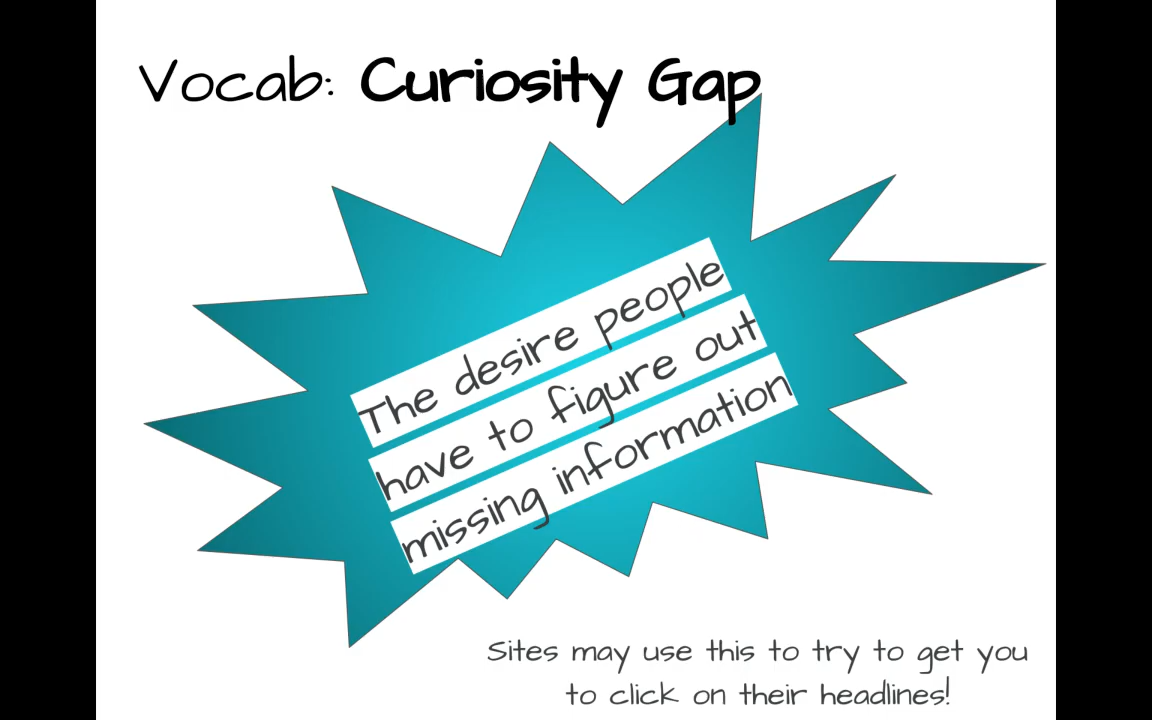 Vocab: Curiosity Gap
The desire people
have to figure out
missing information
Sites may use this to try to get you
to click on their headlines!